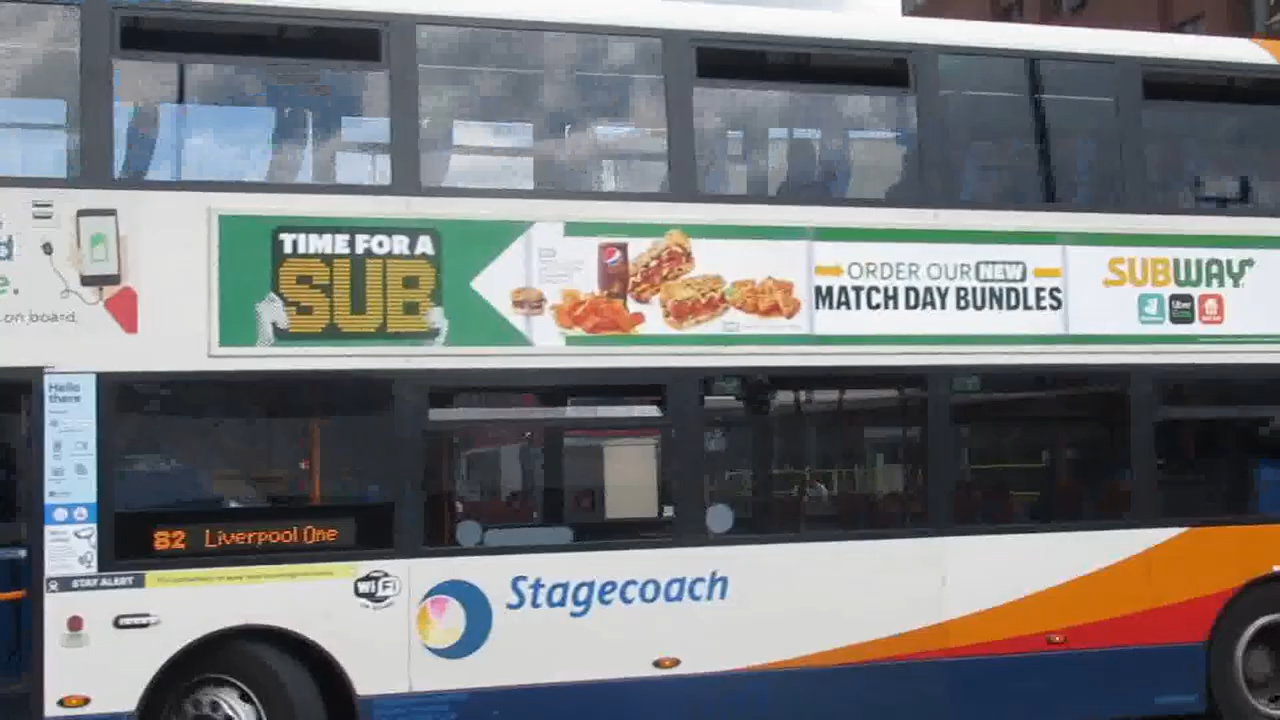 TIME FOR A
SUB
ORDER OUR NEW
MATCH DAY BUNDLES
SUBWAY
on board
Hello
there
82 Liverpool One
STAY ALERT
WiFi
Stagecoach